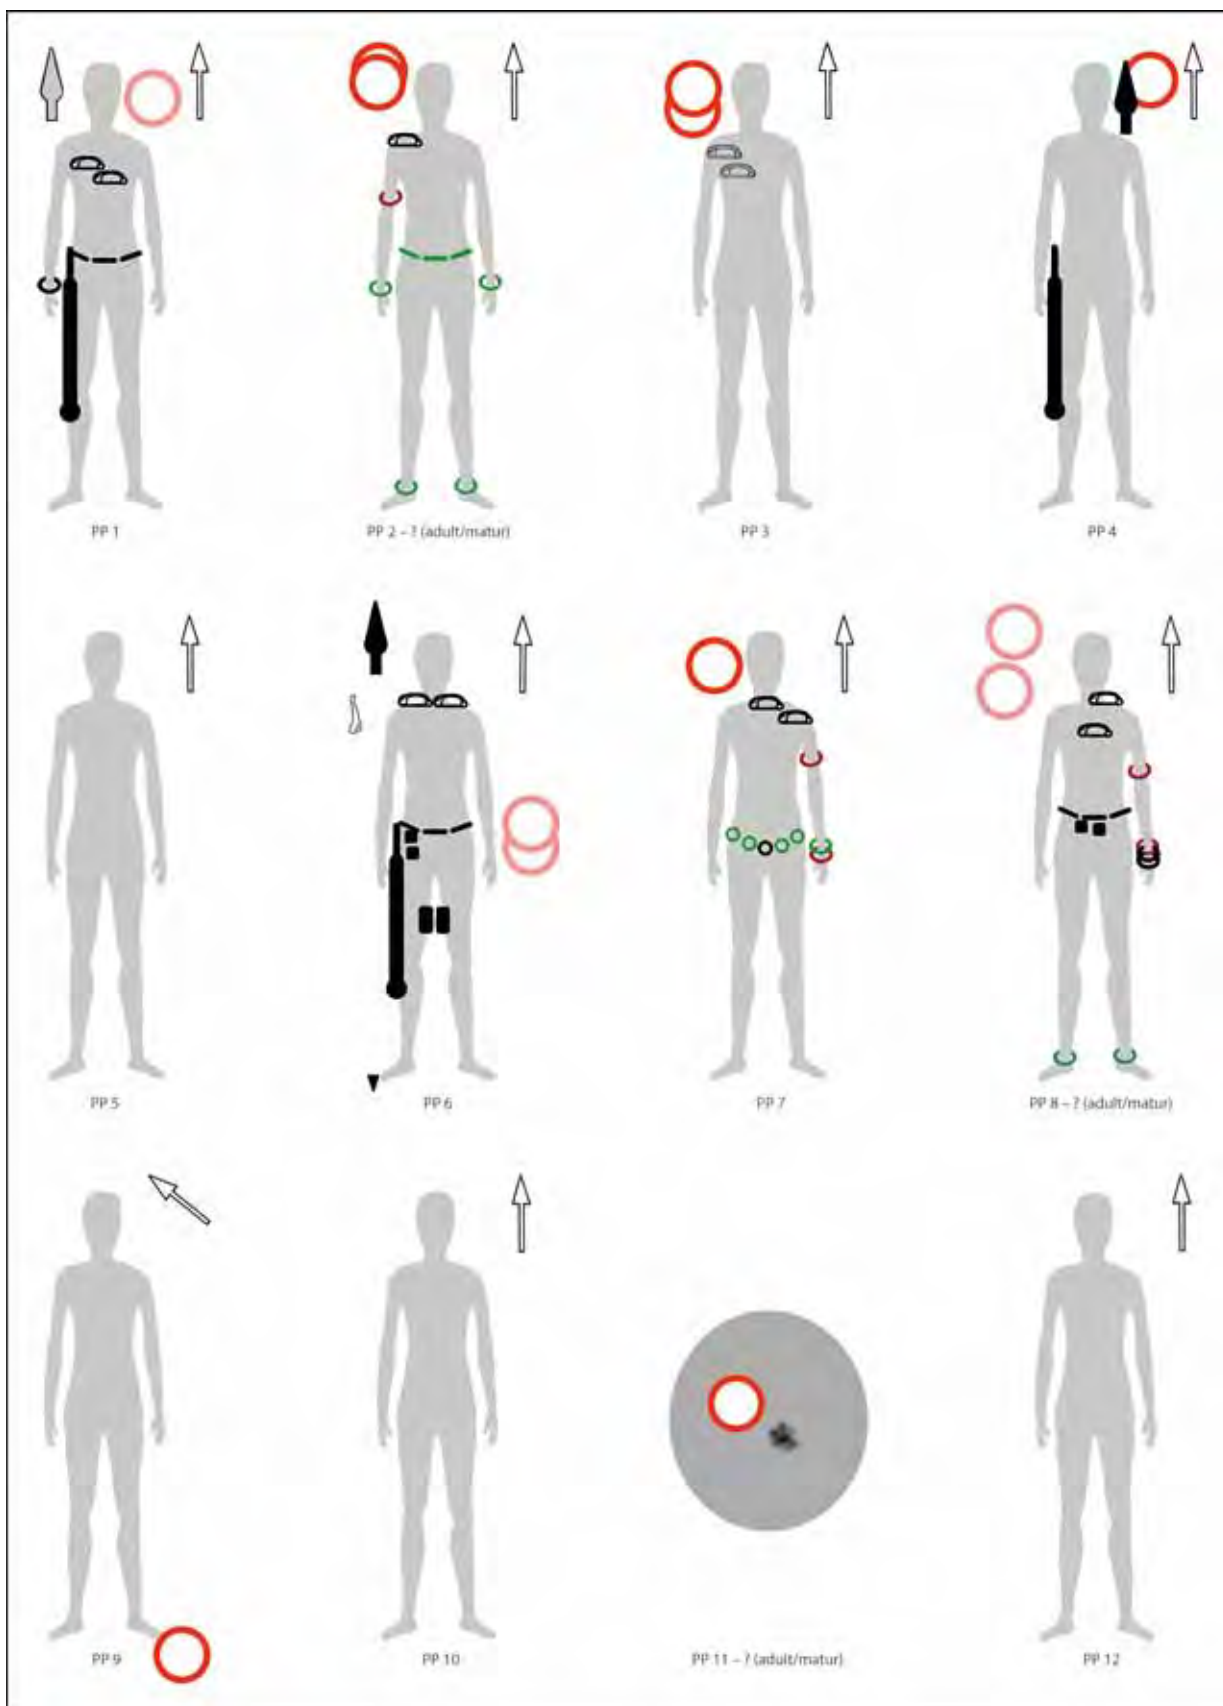 PP 1
PP 2 – ? (adult/matur)
PP 3
PP 4
PP 5
PP 6
PP 7
PP 8 – ? (adult/matur)
PP 9
PP 10
PP 11 – ? (adult/matur)
PP 12